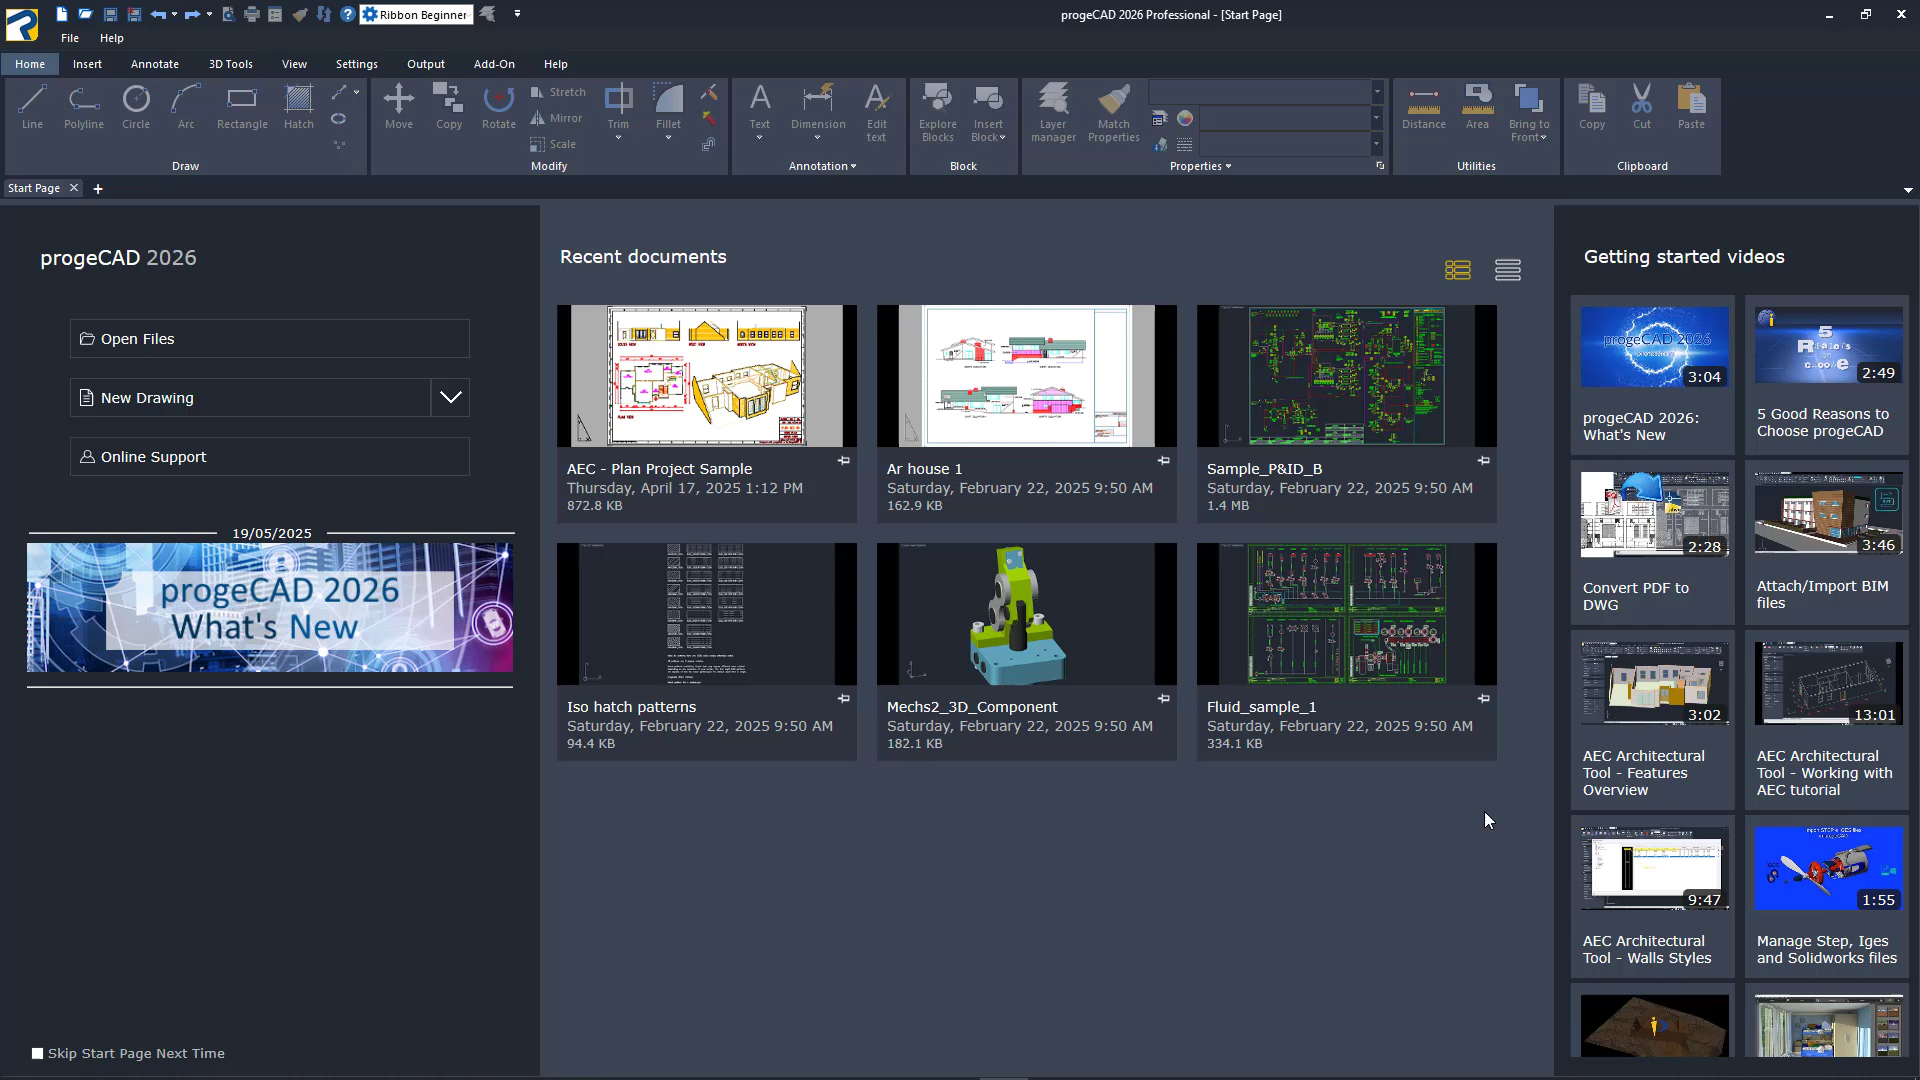 Ribbon Beginner
progeCAD 2026 Professional - [Start Page]
File Help
Home Insert Annotate 3D Tools View Settings Output Add-On Help
Line Polyline Circle Arc Rectangle Hatch
Draw
Move Copy Rotate Stretch Mirror Scale Trim Fillet
Modify
Text Dimension Edit text
Annotation
Explore Blocks Insert Block
Block
Layer manager Match Properties
Properties
Distance Area Bring to Front
Utilities
Copy Cut Paste
Clipboard
Start Page
progeCAD 2026
Open Files
New Drawing
Online Support
19/05/2025
progeCAD 2026
What's New
Skip Start Page Next Time
Recent documents
AEC - Plan Project Sample
Thursday, April 17, 2025 1:12 PM
872.8 KB
Ar house 1
Saturday, February 22, 2025 9:50 AM
162.9 KB
Sample_P&ID_B
Saturday, February 22, 2025 9:50 AM
1.4 MB
Iso hatch patterns
Saturday, February 22, 2025 9:50 AM
94.4 KB
Mechs2_3D_Component
Saturday, February 22, 2025 9:50 AM
182.1 KB
Fluid_sample_1
Saturday, February 22, 2025 9:50 AM
334.1 KB
Getting started videos
progeCAD 2026
3:04
progeCAD 2026:
What's New
2:49
5 Good Reasons to
Choose progeCAD
2:28
Convert PDF to
DWG
3:46
Attach/Import BIM
files
3:02
AEC Architectural
Tool - Features
Overview
13:01
AEC Architectural
Tool - Working with
AEC tutorial
9:47
AEC Architectural
Tool - Walls Styles
1:55
Manage Step, Iges
and Solidworks files